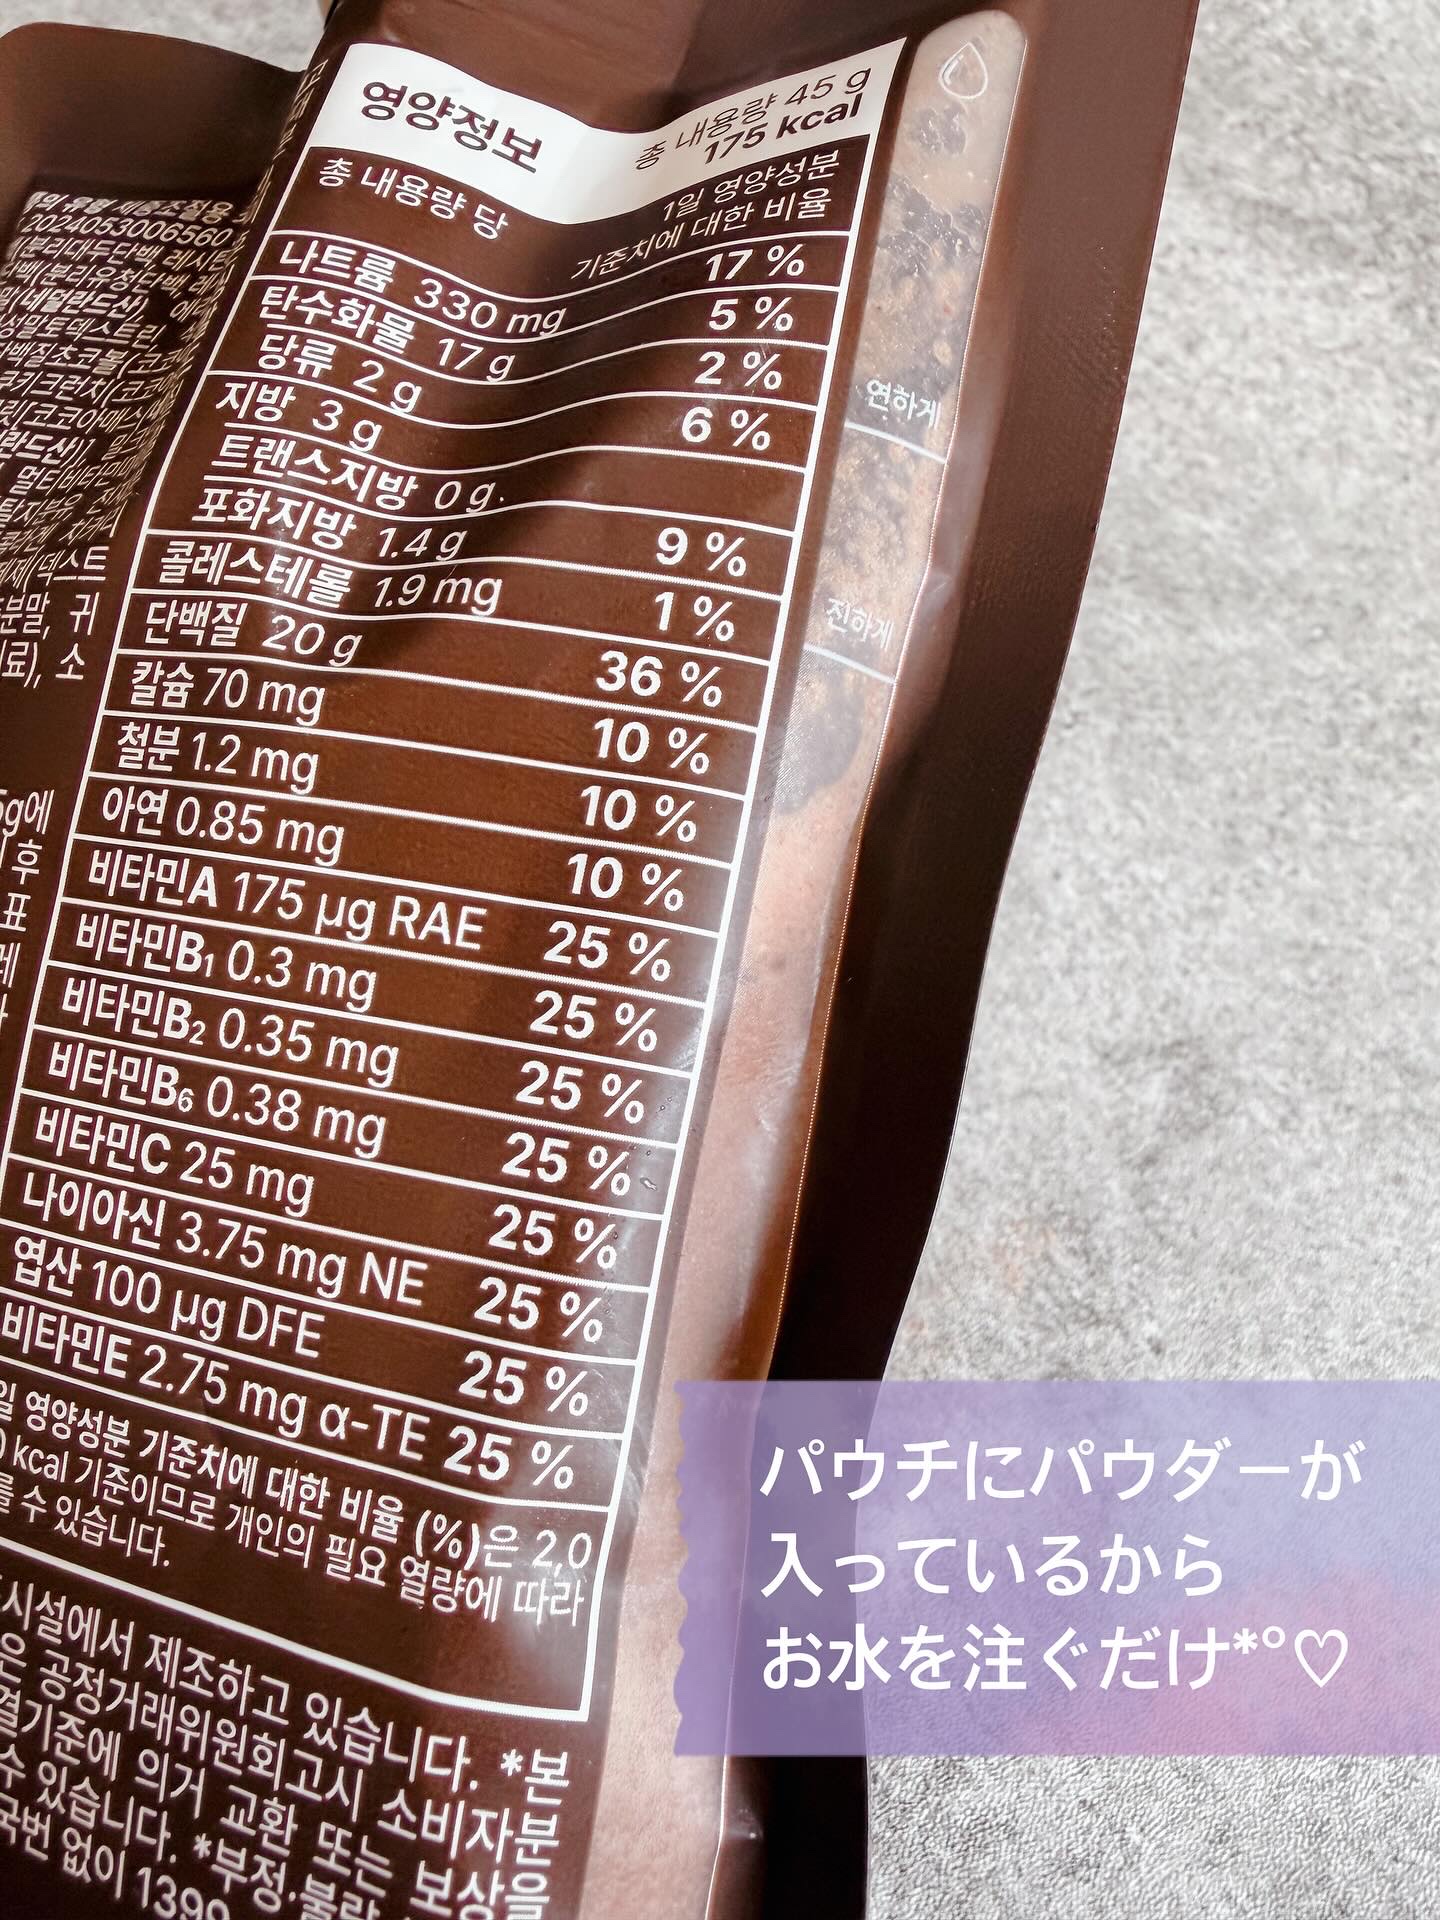 영양정보
총 내용량 45 g
175 kcal
총 내용량 당
1일 영양성분
기준치에 대한 비율
나트륨 330 mg 17 %
탄수화물 17 g 5 %
당류 2 g 2 %
지방 3 g 6 %
트랜스지방 0 g
포화지방 1.4 g 9 %
콜레스테롤 1.9 mg 1 %
단백질 20 g 36 %
칼슘 70 mg 10 %
철분 1.2 mg 10 %
아연 0.85 mg 10 %
비타민A 175 µg RAE 25 %
비타민B1 0.3 mg 25 %
비타민B2 0.35 mg 25 %
비타민B6 0.38 mg 25 %
비타민C 25 mg 25 %
나이아신 3.75 mg NE 25 %
엽산 100 µg DFE 25 %
비타민E 2.75 mg α-TE 25 %
영양성분 기준치에 대한 비율 (%)은 2,0
kcal 기준이므로 개인의 필요 열량에 따라
수 있습니다.
시설에서 제조하고 있습니다. *본
은 공정거래위원회고시 소비자분
기준에 의거 교환 또는 보상을
수 있습니다. *부정·불량
국번 없이 1399
2024053006560
연하게
진하게
パウチにパウダーが
入っているから
お水を注ぐだけ*°♡